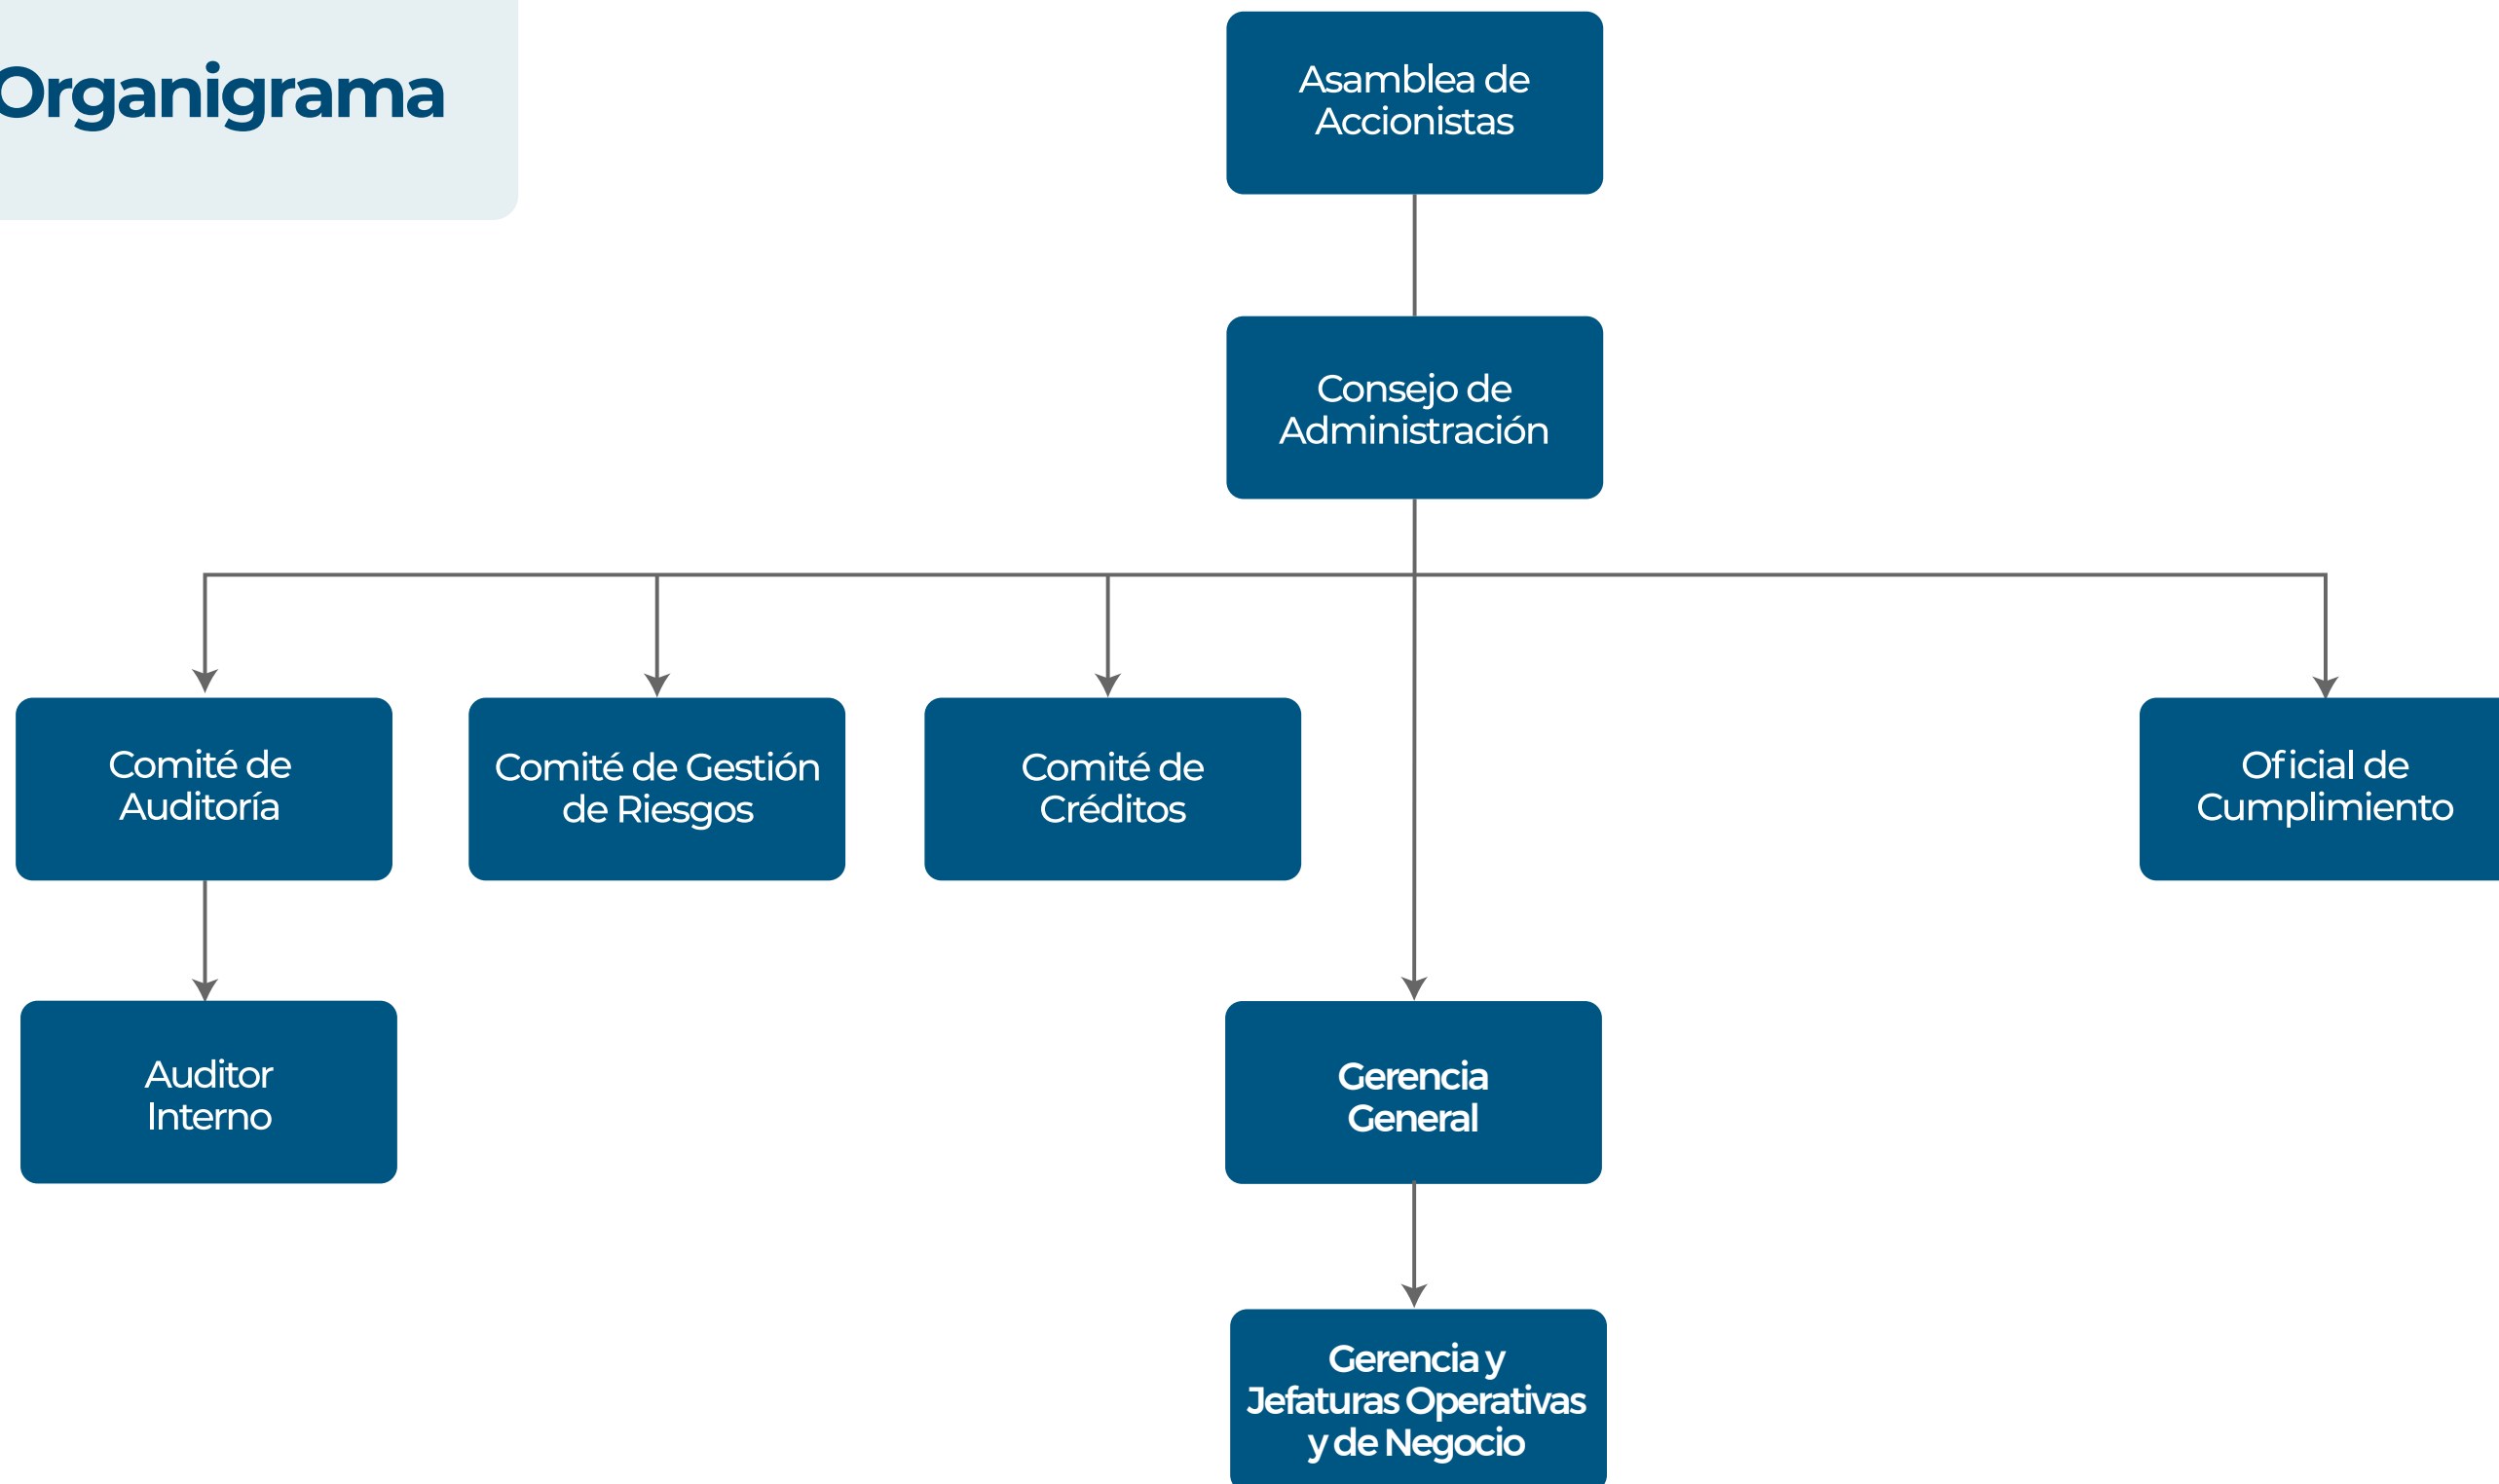 Organigrama
Asamblea de
Accionistas
Consejo de
Administración
Comité de
Auditoría
Comité de Gestión
de Riesgos
Comité de
Créditos
Oficial de
Cumplimiento
Auditor
Interno
Gerencia
General
Gerencia y
Jefaturas Operativas
y de Negocio